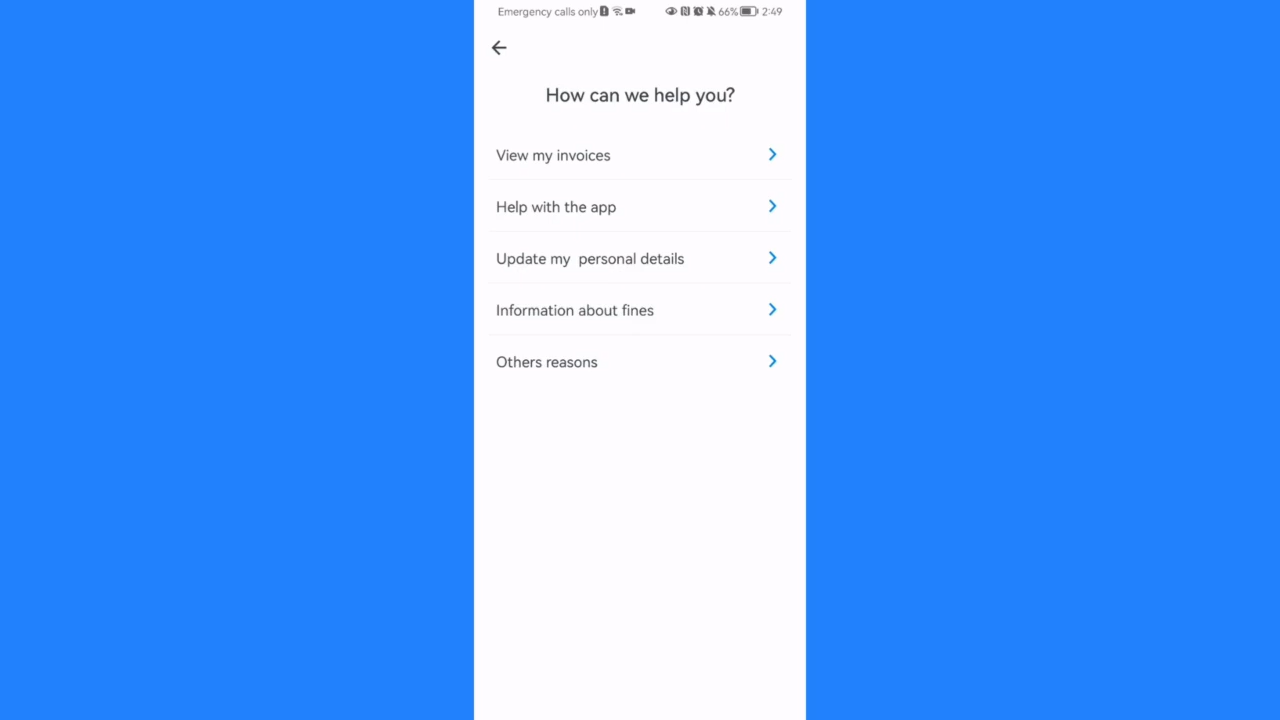 Emergency calls only 66% 2:49
How can we help you?
View my invoices
Help with the app
Update my  personal details
Information about fines
Others reasons